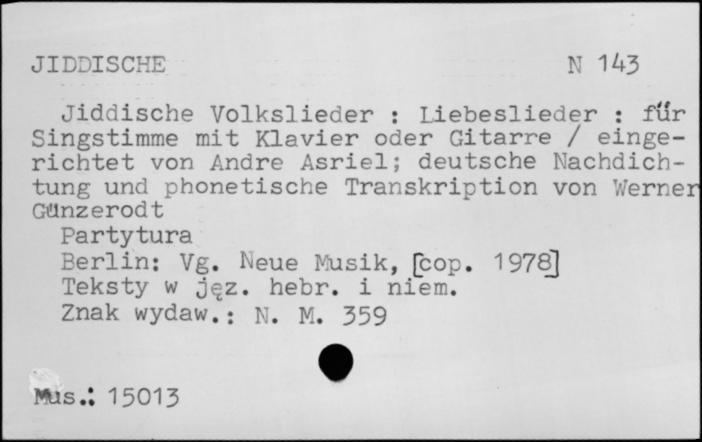 JIDDISCHE N 143
Jiddische Volkslieder : Liebeslieder : für
Singstimme mit Klavier oder Gitarre / einge-
richtet von Andre Asriel; deutsche Nachdich-
tung und phonetische Transkription von Werner
Günzerodt
Partytura
Berlin: Vg. Neue Musik, [cop. 1978]
Teksty w jęz. hebr. i niem.
Znak wydaw.: N. M. 359
Mus.: 15013